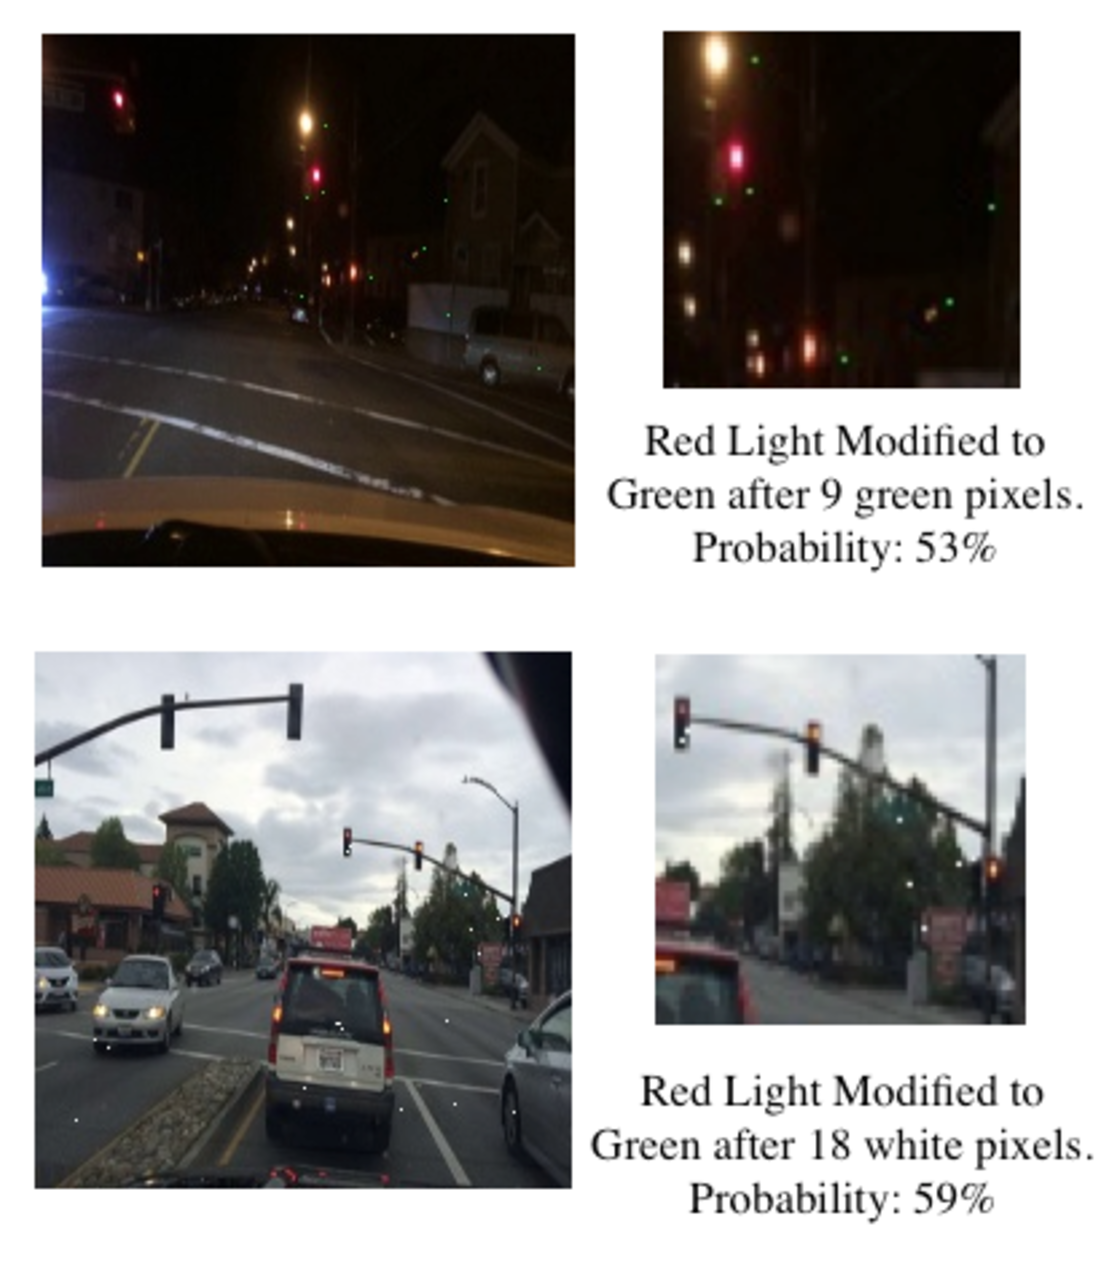 Red Light Modified to
Green after 9 green pixels.
Probability: 53%
Red Light Modified to
Green after 18 white pixels.
Probability: 59%